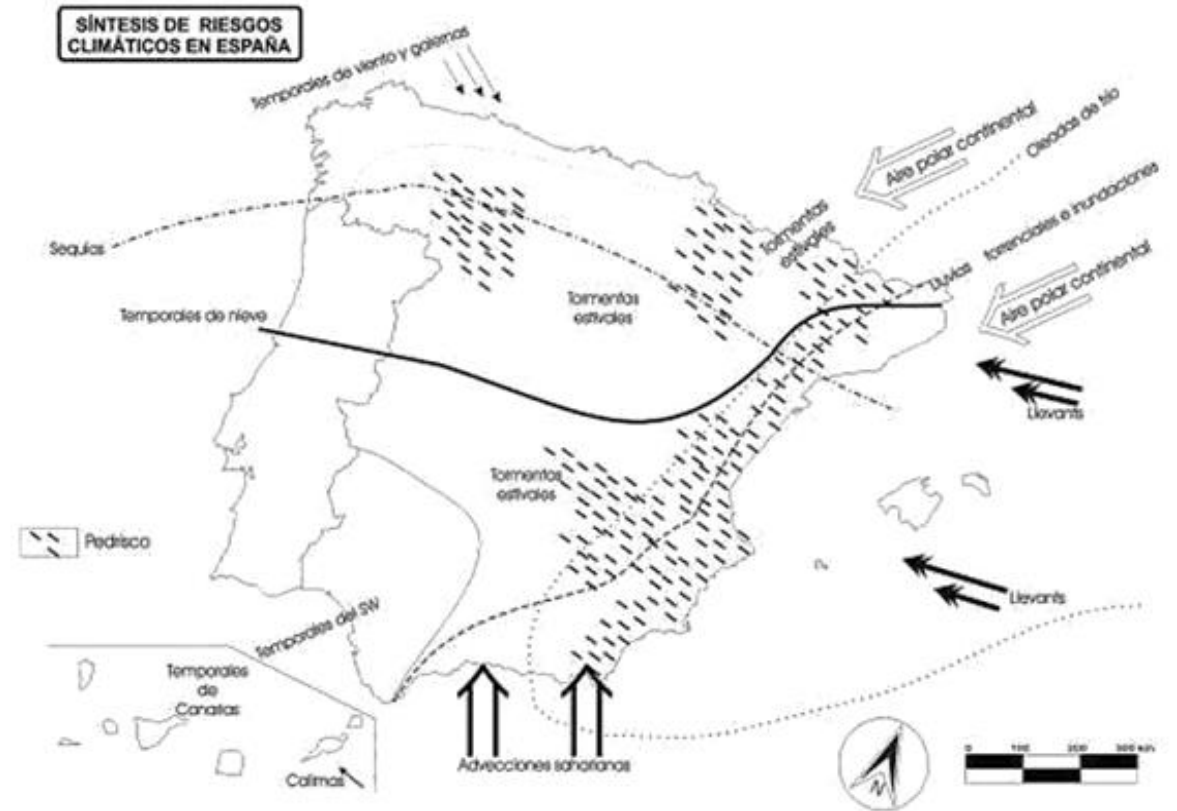 SÍNTESIS DE RIESGOS
CLIMÁTICOS EN ESPAÑA
Temporales de viento y galernas
Aire polar continental
Oleadas de frío
Sequías
Tormentas
estivales
Lluvias torrenciales e inundaciones
Aire polar continental
Temporales de nieve
Tormentas
estivales
Llevants
Tormentas
estivales
Pedrisco
Llevants
Temporales del SW
Temporales
de
Canarias
Calimas
Advecciones saharianas
N
0 100 200 300 km